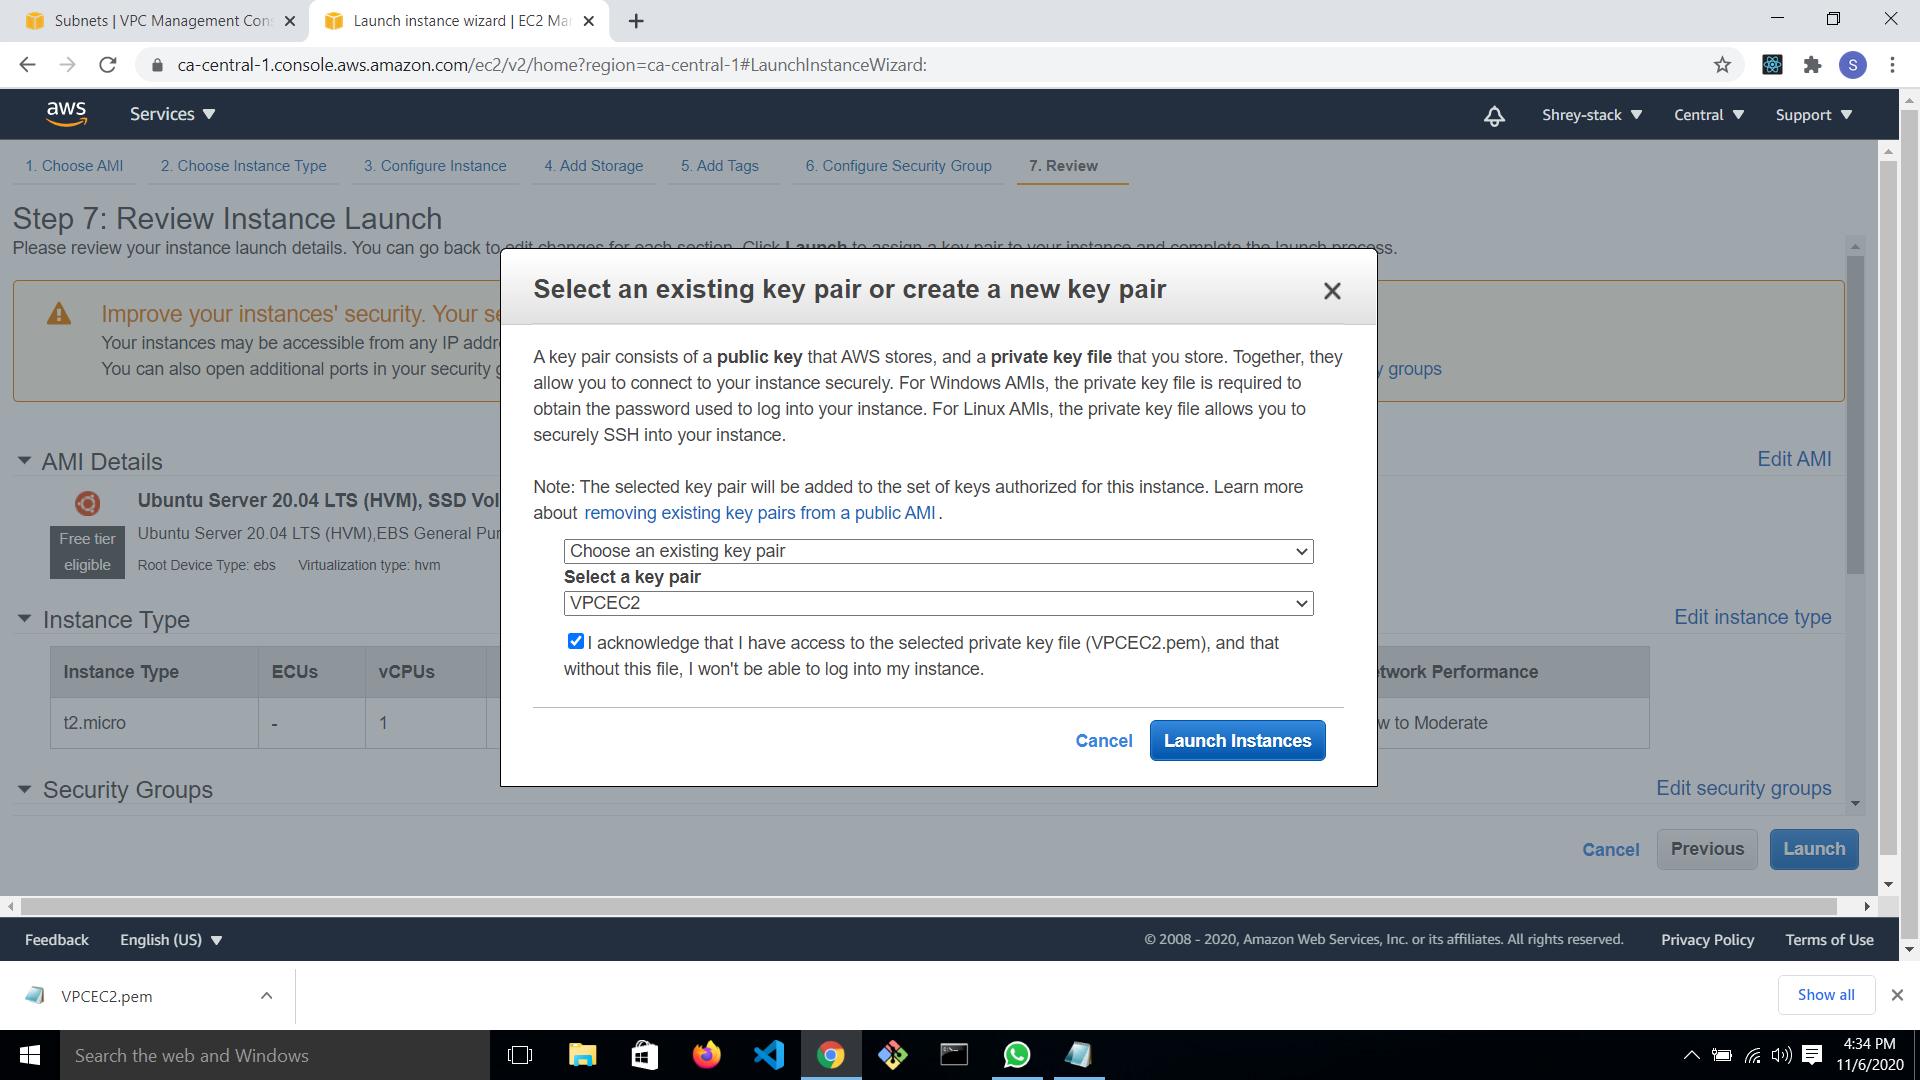 Subnets | VPC Management Con
Launch instance wizard | EC2 Ma
ca-central-1.console.aws.amazon.com/ec2/v2/home?region=ca-central-1#LaunchInstanceWizard:
S
aws
Services
Shrey-stack
Central
Support
1. Choose AMI
2. Choose Instance Type
3. Configure Instance
4. Add Storage
5. Add Tags
6. Configure Security Group
7. Review
Step 7: Review Instance Launch
Please review your instance launch details. You can go back to edit changes for each section. Click Launch to assign a key pair to your instance and complete the launch process.
Improve your instances' security. Your se
Your instances may be accessible from any IP addr
You can also open additional ports in your security g
y groups
Select an existing key pair or create a new key pair
A key pair consists of a public key that AWS stores, and a private key file that you store. Together, they
allow you to connect to your instance securely. For Windows AMIs, the private key file is required to
obtain the password used to log into your instance. For Linux AMIs, the private key file allows you to
securely SSH into your instance.
Note: The selected key pair will be added to the set of keys authorized for this instance. Learn more
about removing existing key pairs from a public AMI.
Choose an existing key pair
Select a key pair
VPCEC2
I acknowledge that I have access to the selected private key file (VPCEC2.pem), and that
without this file, I won't be able to log into my instance.
Cancel
Launch Instances
AMI Details
Edit AMI
Ubuntu Server 20.04 LTS (HVM), SSD Vol
Free tier
eligible
Ubuntu Server 20.04 LTS (HVM),EBS General Pur
Root Device Type: ebs
Virtualization type: hvm
Instance Type
Edit instance type
Instance Type
ECUs
vCPUs
twork Performance
t2.micro
-
1
w to Moderate
Security Groups
Edit security groups
Cancel
Previous
Launch
Feedback
English (US)
© 2008 - 2020, Amazon Web Services, Inc. or its affiliates. All rights reserved.
Privacy Policy
Terms of Use
VPCEC2.pem
Show all
Search the web and Windows
4:34 PM
11/6/2020